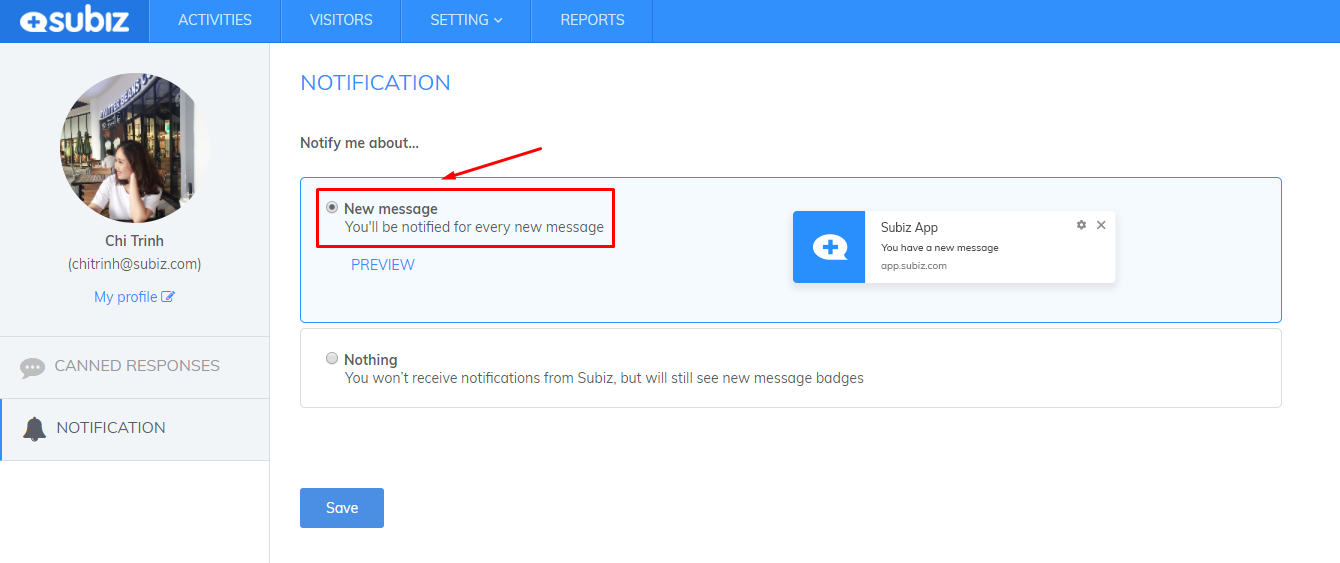 subiz
ACTIVITIES
VISITORS
SETTING
REPORTS
Chi Trinh
(chitrinh@subiz.com)
My profile
CANNED RESPONSES
NOTIFICATION
NOTIFICATION
Notify me about...
New message
You'll be notified for every new message
PREVIEW
Subiz App
You have a new message
app.subiz.com
Nothing
You won't receive notifications from Subiz, but will still see new message badges
Save